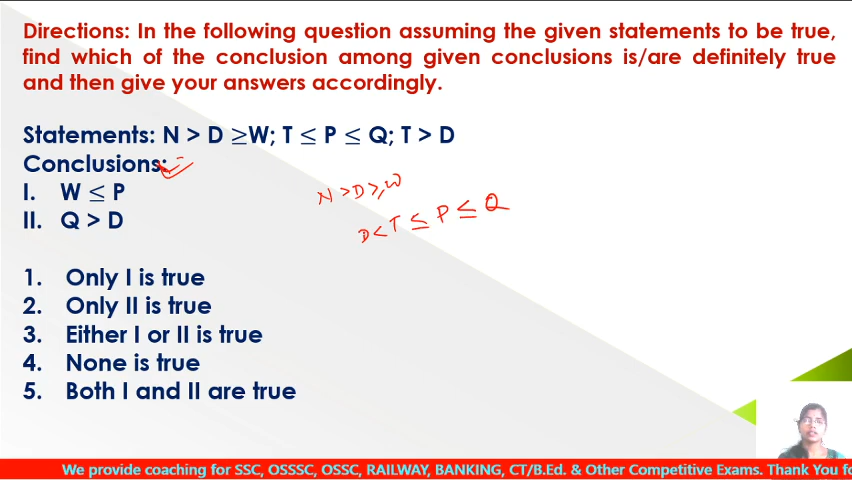 Directions: In the following question assuming the given statements to be true,
find which of the conclusion among given conclusions is/are definitely true
and then give your answers accordingly.
Statements: N > D ≥W; T ≤ P ≤ Q; T > D
Conclusions:
I. W ≤ P
II. Q > D
N > D ≥ W
D < T ≤ P ≤ Q
1. Only I is true
2. Only II is true
3. Either I or II is true
4. None is true
5. Both I and II are true
We provide coaching for SSC, OSSSC, OSSC, RAILWAY, BANKING, CT/B.Ed. & Other Competitive Exams. Thank You fo